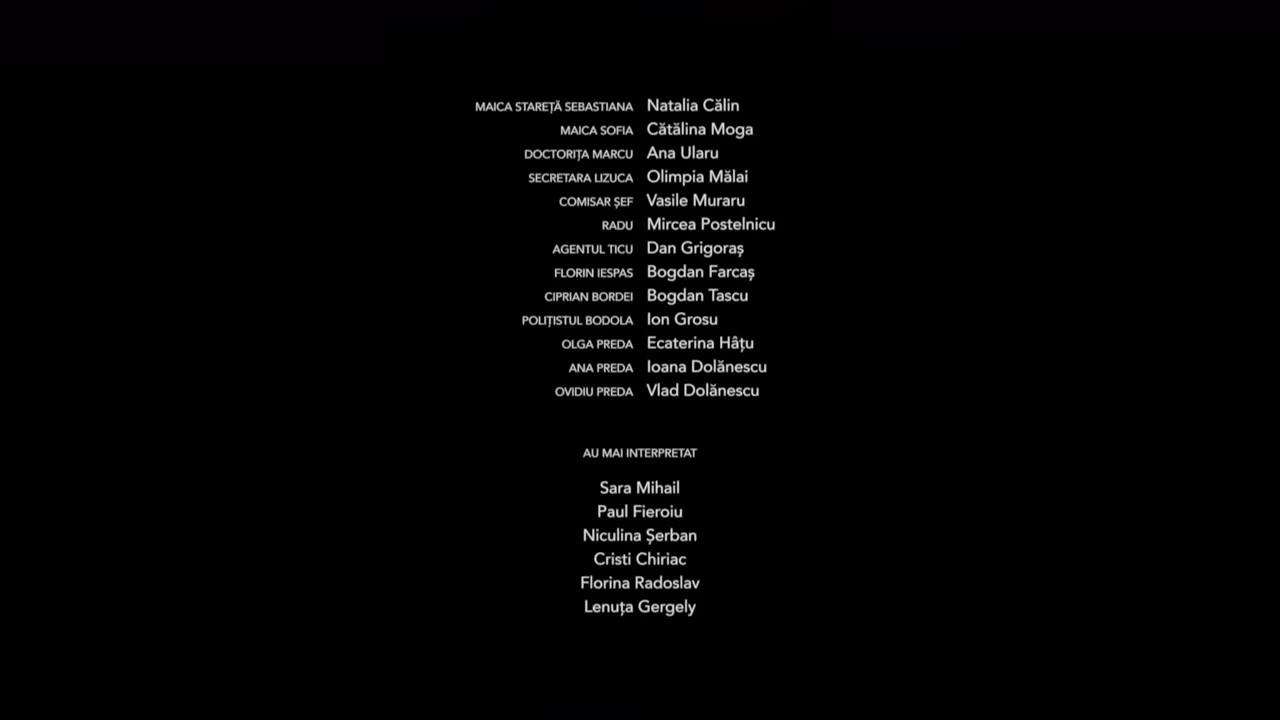 MAICA STAREȚĂ SEBASTIANA Natalia Călin
MAICA SOFIA Cătălina Moga
DOCTORIȚA MARCU Ana Ularu
SECRETARA LIZUCA Olimpia Mălai
COMISAR ȘEF Vasile Muraru
RADU Mircea Postelnicu
AGENTUL TICU Dan Grigoraș
FLORIN IESPAS Bogdan Farcaș
CIPRIAN BORDEI Bogdan Tascu
POLIȚISTUL BODOLA Ion Grosu
OLGA PREDA Ecaterina Hâțu
ANA PREDA Ioana Dolănescu
OVIDIU PREDA Vlad Dolănescu
AU MAI INTERPRETAT
Sara Mihail
Paul Fieroiu
Niculina Șerban
Cristi Chiriac
Florina Radoslav
Lenuța Gergely